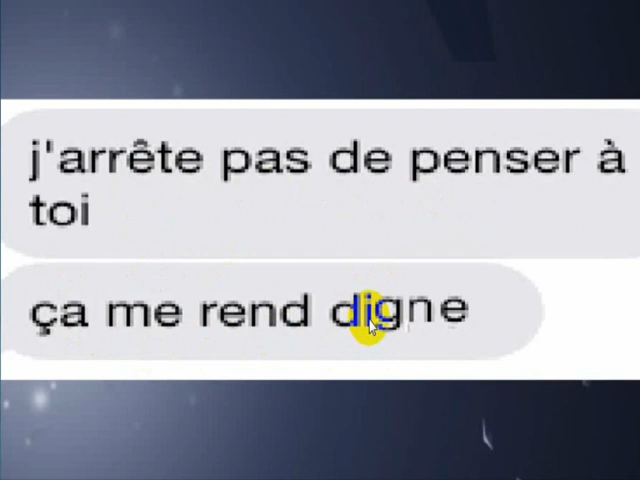 j'arrête pas de penser à
toi
ça me rend digne